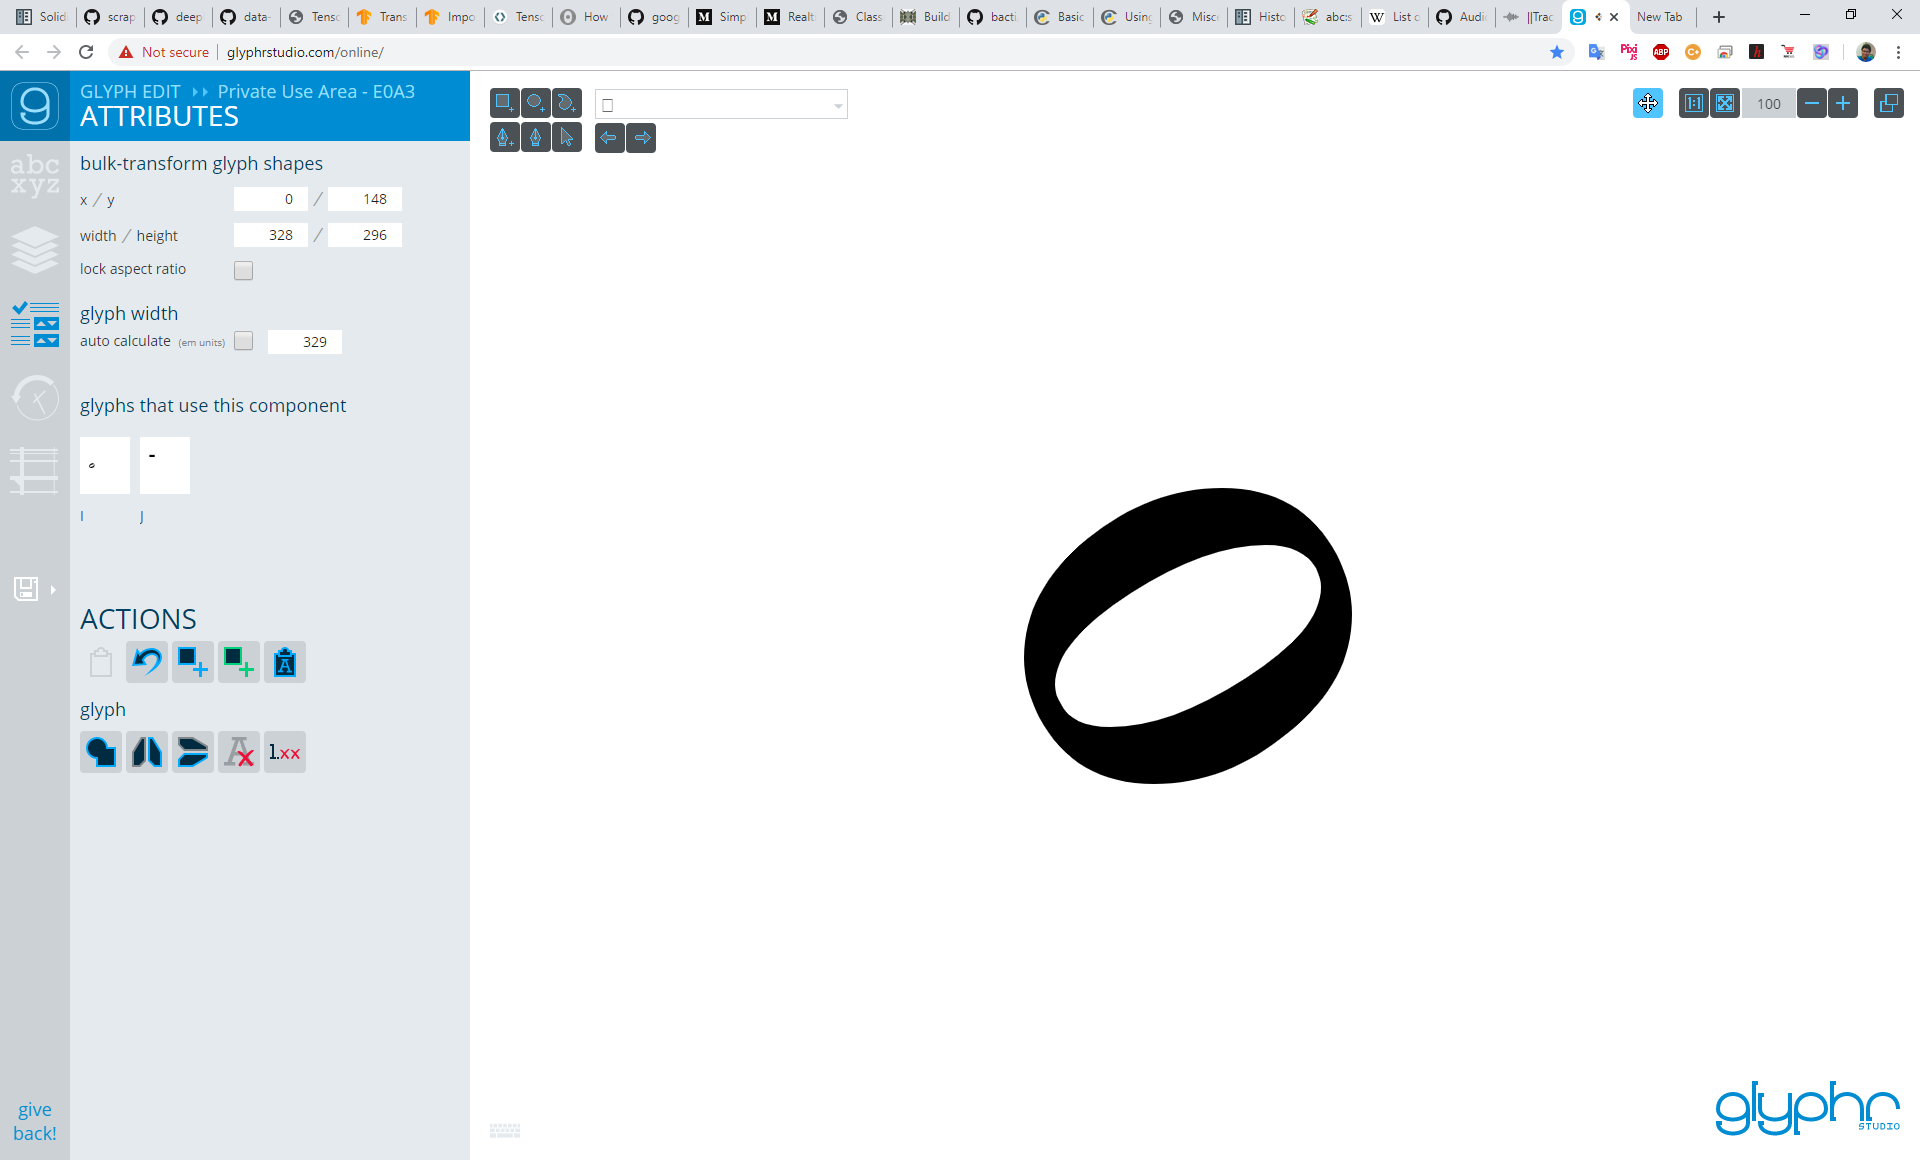 Solid scrap deep data- Tenso Trans Impo Tenso How goog Simp Realt Class Build bacti Basic Using Misc Histo abc:s List o Audi ||Trac New Tab
Not secure glyphrstudio.com/online/
GLYPH EDIT Private Use Area - E0A3
ATTRIBUTES
100
1:1
abc
xyz
bulk-transform glyph shapes
x / y 0 / 148
width / height 328 / 296
lock aspect ratio
glyph width
auto calculate (em units) 329
glyphs that use this component
I J
ACTIONS
glyph
1.xx
give
back!
glyphr
STUDIO